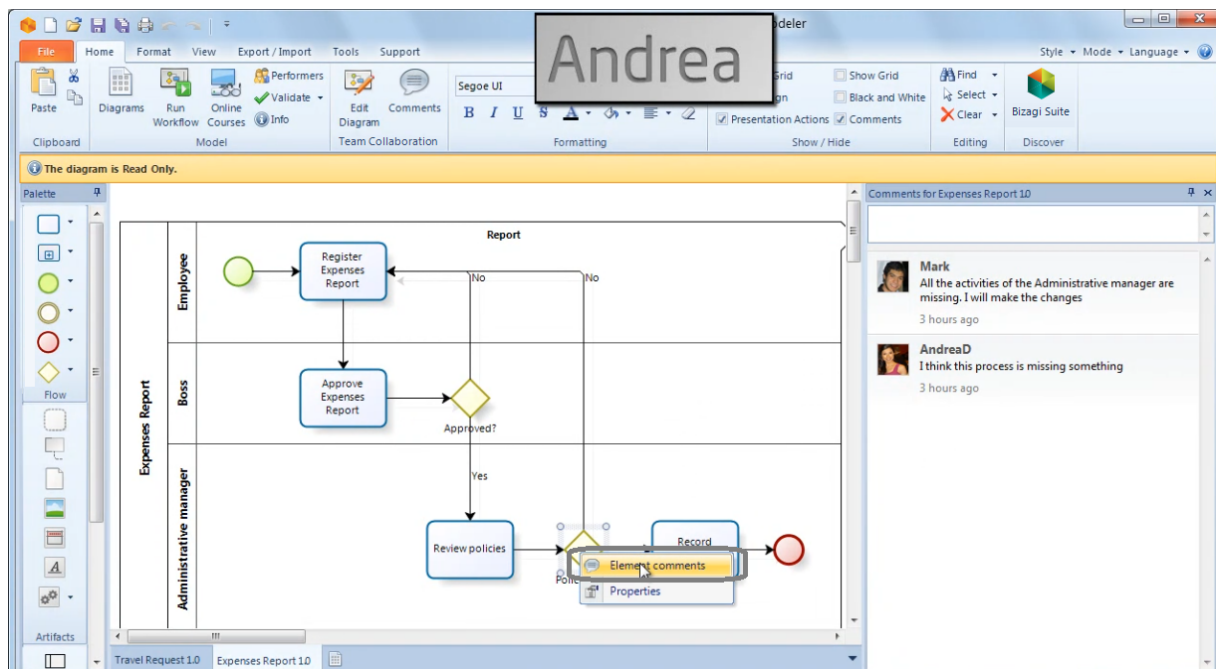 Andrea
odeler
File
Home
Format
View
Export / Import
Tools
Support
Style
Mode
Language
Paste
Clipboard
Diagrams
Run
Workflow
Online
Courses
Performers
Validate
Info
Model
Edit
Diagram
Comments
Team Collaboration
Segoe UI
B I U S A
Formatting
Grid
Show Grid
Black and White
Presentation Actions
Comments
Show / Hide
Find
Select
Clear
Editing
Bizagi Suite
Discover
The diagram is Read Only.
Palette
Flow
Artifacts
Report
Expenses Report
Employee
Boss
Administrative manager
Register
Expenses
Report
No
No
Approve
Expenses
Report
Approved?
Yes
Review policies
Record
Element comments
Properties
Comments for Expenses Report 1.0
Mark
All the activities of the Administrative manager are
missing. I will make the changes
3 hours ago
AndreaD
I think this process is missing something
3 hours ago
Travel Request 1.0
Expenses Report 1.0